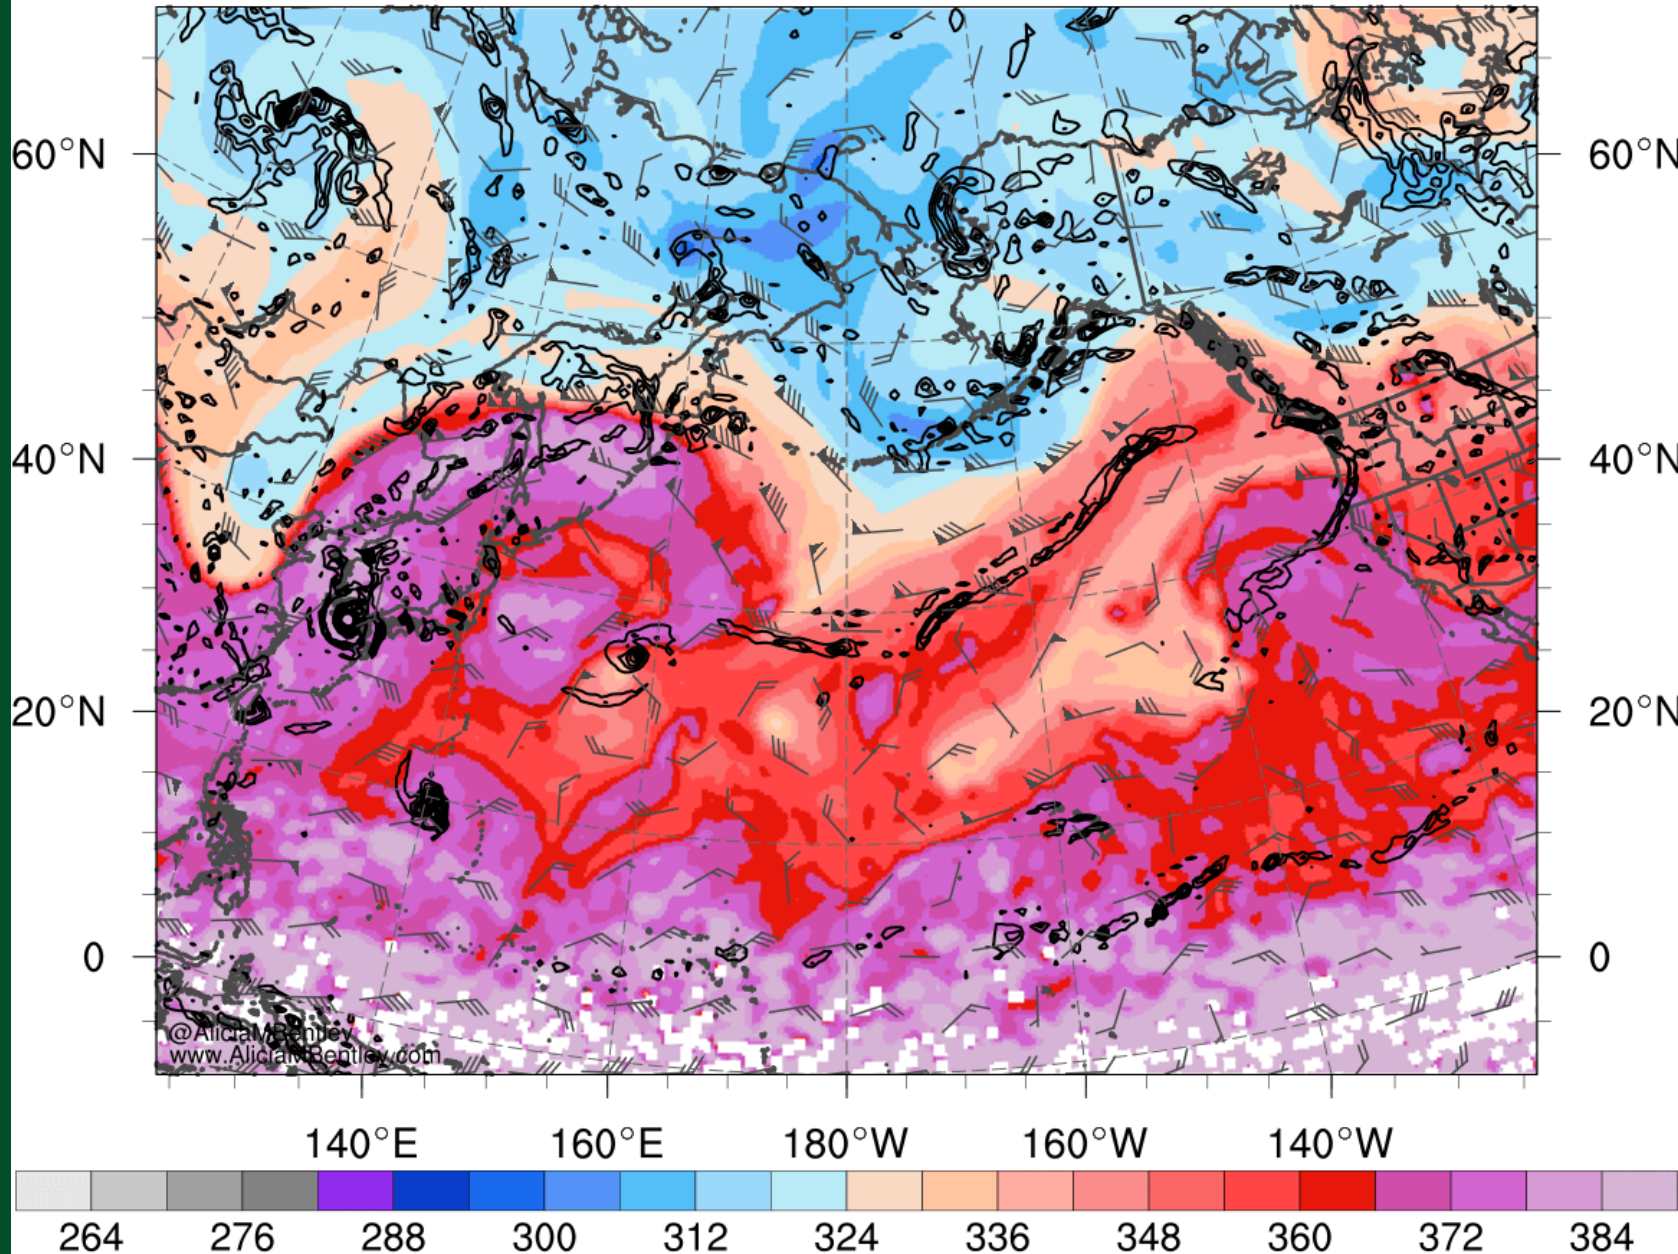 60°N 60°N
40°N 40°N
20°N 20°N
0 0
@AliciaMBentley
www.AliciaMBentley.com
140°E 160°E 180°W 160°W 140°W
264 276 288 300 312 324 336 348 360 372 384